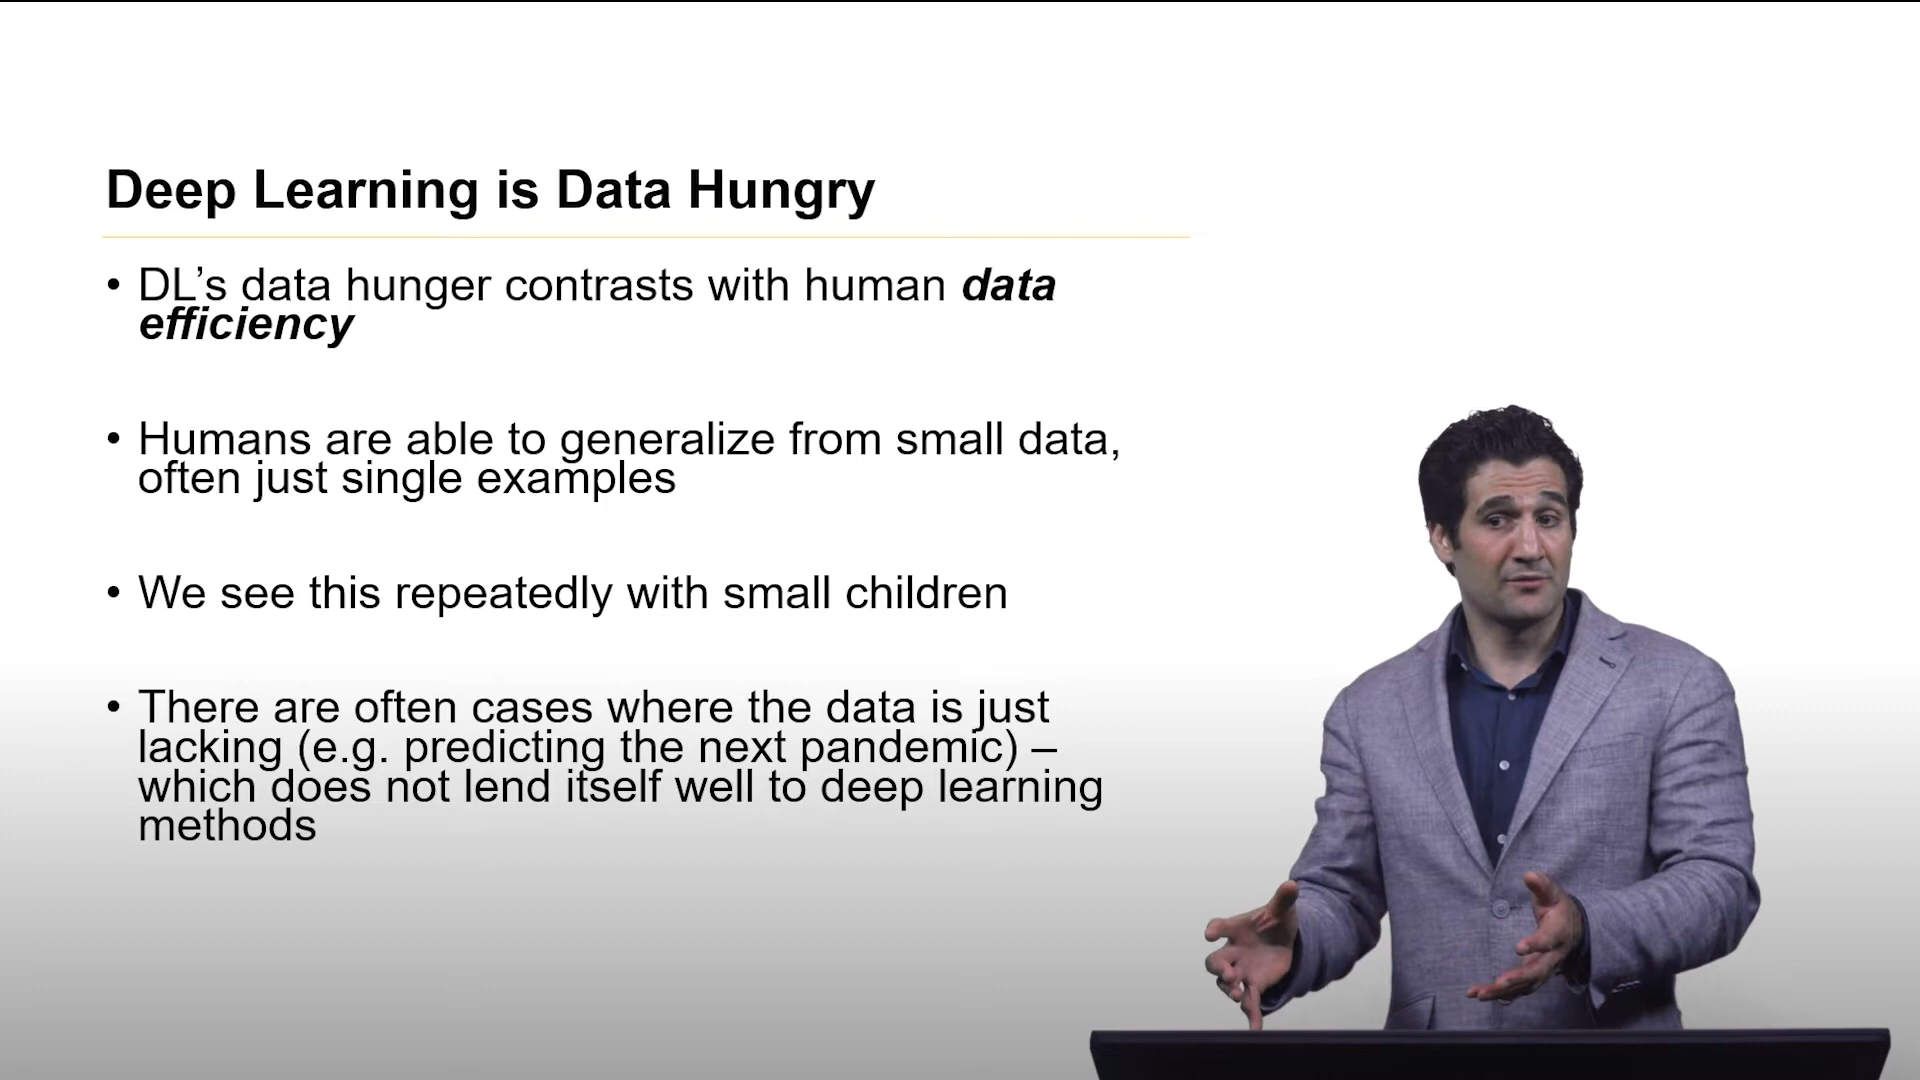 Deep Learning is Data Hungry
• DL’s data hunger contrasts with human data
efficiency
• Humans are able to generalize from small data,
often just single examples
• We see this repeatedly with small children
• There are often cases where the data is just
lacking (e.g. predicting the next pandemic) –
which does not lend itself well to deep learning
methods